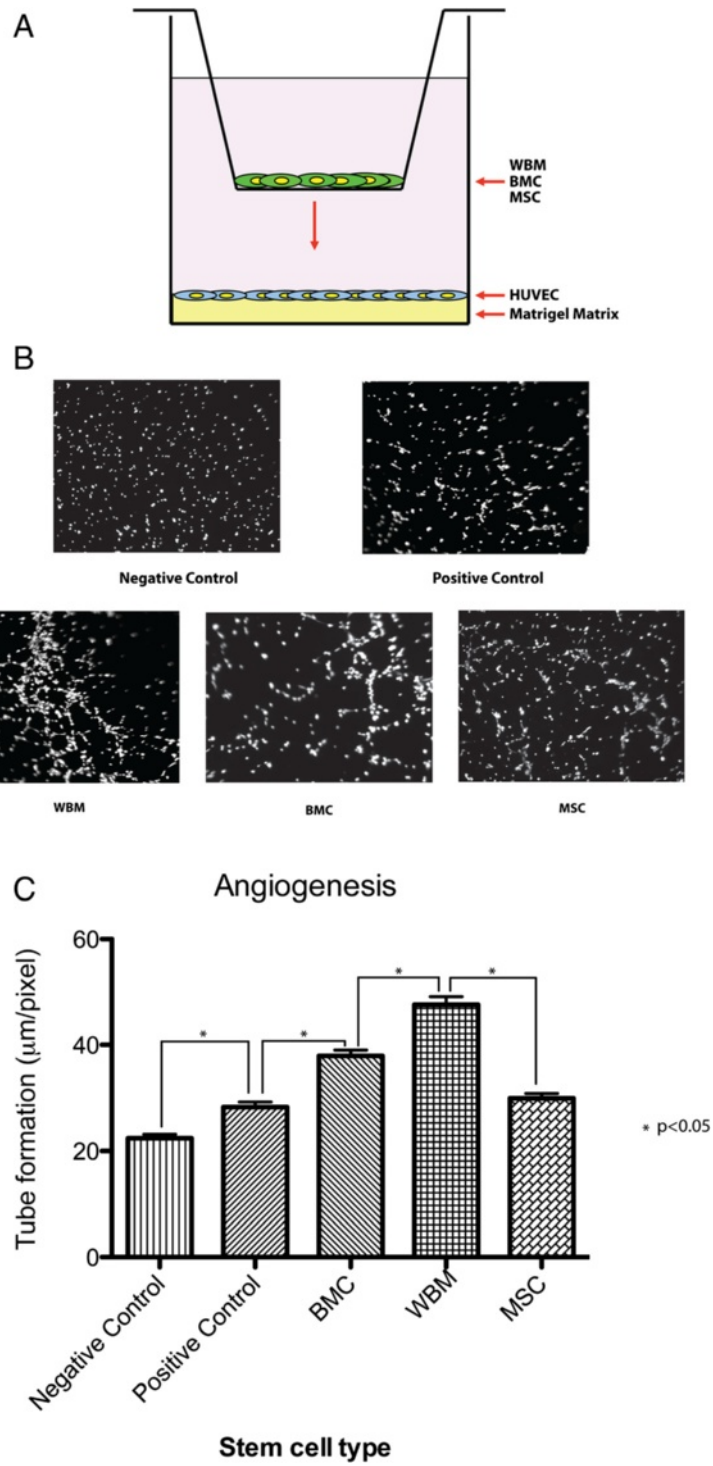 A
WBM
BMC
MSC
HUVEC
Matrigel Matrix
B
Negative Control
Positive Control
WBM
BMC
MSC
C
Angiogenesis
60
40
20
0
Tube formation (μm/pixel)
*
*
*
*
* p<0.05
Negative Control
Positive Control
BMC
WBM
MSC
Stem cell type